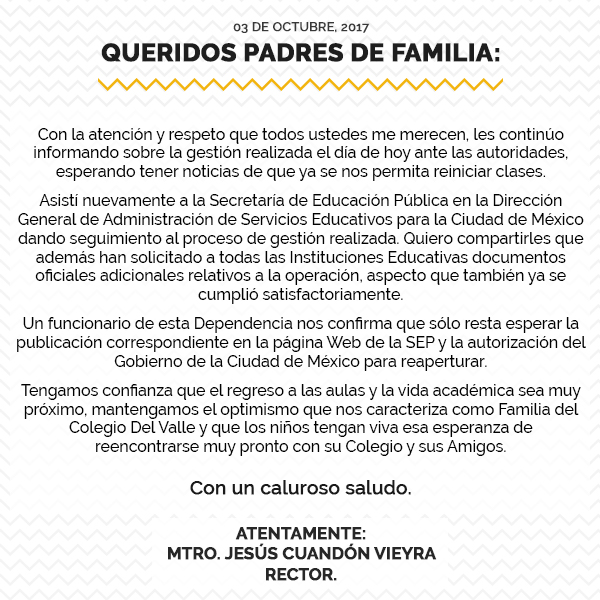 03 DE OCTUBRE, 2017
QUERIDOS PADRES DE FAMILIA:
Con la atención y respeto que todos ustedes me merecen, les continúo
informando sobre la gestión realizada el día de hoy ante las autoridades,
esperando tener noticias de que ya se nos permita reiniciar clases.
Asistí nuevamente a la Secretaría de Educación Pública en la Dirección
General de Administración de Servicios Educativos para la Ciudad de México
dando seguimiento al proceso de gestión realizada. Quiero compartirles que
además han solicitado a todas las Instituciones Educativas documentos
oficiales adicionales relativos a la operación, aspecto que también ya se
cumplió satisfactoriamente.
Un funcionario de esta Dependencia nos confirma que sólo resta esperar la
publicación correspondiente en la página Web de la SEP y la autorización del
Gobierno de la Ciudad de México para reaperturar.
Tengamos confianza que el regreso a las aulas y la vida académica sea muy
próximo, mantengamos el optimismo que nos caracteriza como Familia del
Colegio Del Valle y que los niños tengan viva esa esperanza de
reencontrarse muy pronto con su Colegio y sus Amigos.
Con un caluroso saludo.
ATENTAMENTE:
MTRO. JESÚS CUANDÓN VIEYRA
RECTOR.